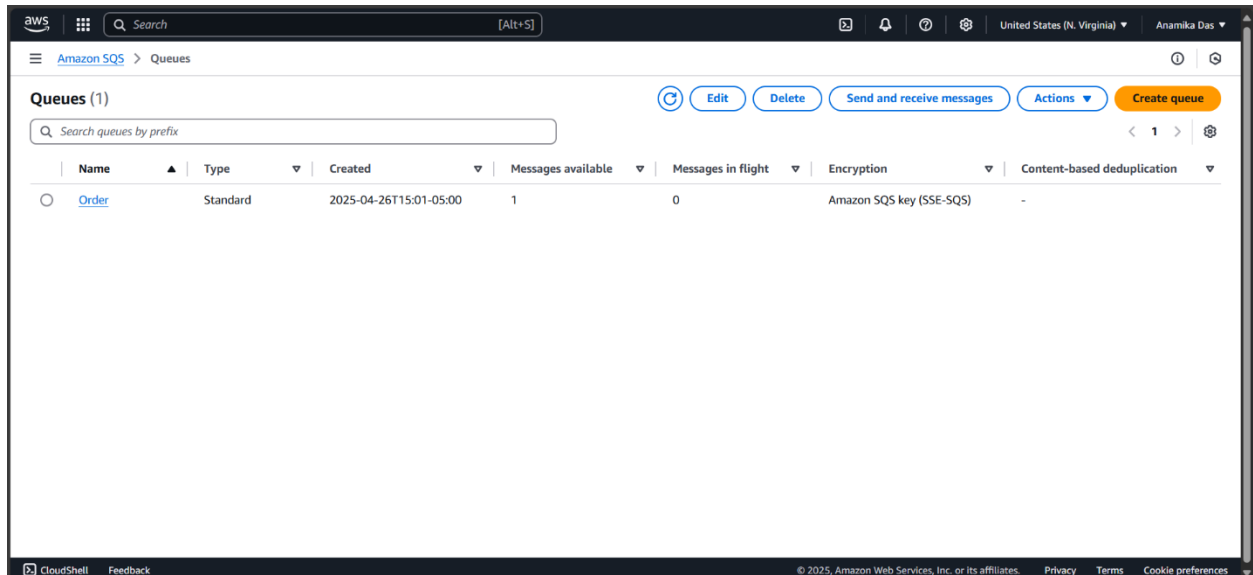 aws Search [Alt+S] United States (N. Virginia) Anamika Das
Amazon SQS > Queues
Queues (1) Edit Delete Send and receive messages Actions Create queue
Search queues by prefix < 1 >
Name Type Created Messages available Messages in flight Encryption Content-based deduplication
Order Standard 2025-04-26T15:01-05:00 1 0 Amazon SQS key (SSE-SQS) -
CloudShell Feedback © 2025, Amazon Web Services, Inc. or its affiliates. Privacy Terms Cookie preferences